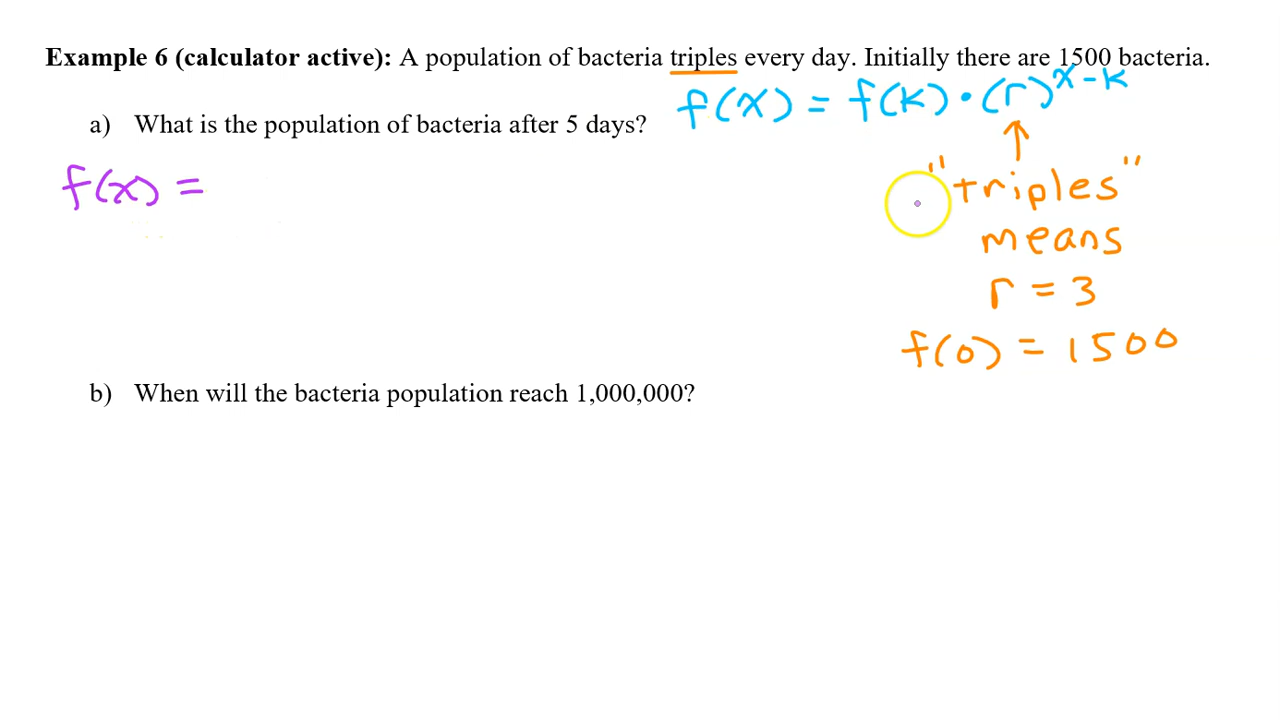 Example 6 (calculator active): A population of bacteria triples every day. Initially there are 1500 bacteria.
f(x) = f(k) • (r)^x-k
a) What is the population of bacteria after 5 days?
f(x) =
↑
"triples"
means
r = 3
f(0) = 1500
b) When will the bacteria population reach 1,000,000?